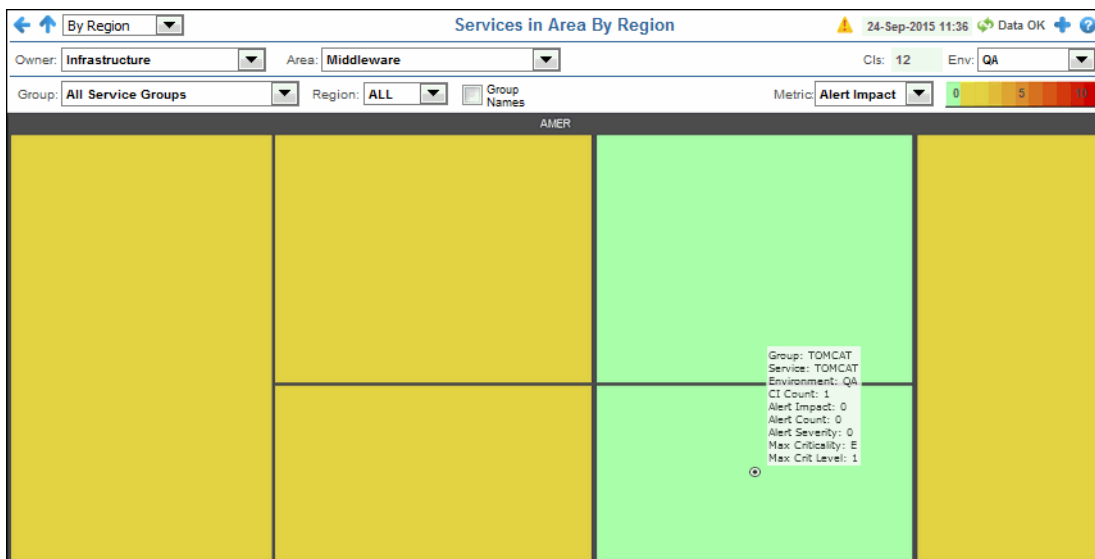 By Region Services in Area By Region 24-Sep-2015 11:36 Data OK ?
Owner: Infrastructure Area: Middleware CIs: 12 Env: QA
Group: All Service Groups Region: ALL Group Names Metric: Alert Impact 0 5 10
AMER
Group: TOMCAT
Service: TOMCAT
Environment: QA
CI Count: 1
Alert Impact: 0
Alert Count: 0
Alert Severity: 0
Max Criticality: E
Max Crit Level: 1